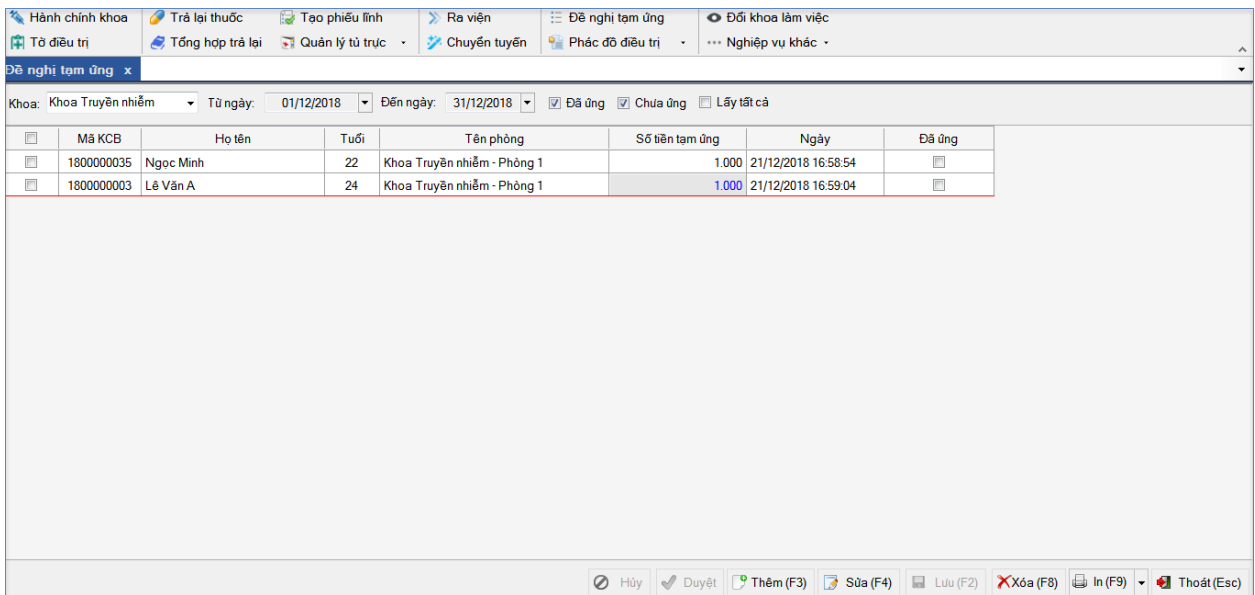 Hành chính khoa Trả lại thuốc Tạo phiếu lĩnh Ra viện Đề nghị tạm ứng Đổi khoa làm việc
Tờ điều trị Tổng hợp trả lại Quản lý tủ trực Chuyển tuyến Phác đồ điều trị Nghiệp vụ khác
Đề nghị tạm ứng x
Khoa: Khoa Truyền nhiễm Từ ngày: 01/12/2018 Đến ngày: 31/12/2018 Đã ứng Chưa ứng Lấy tất cả
Mã KCB Họ tên Tuổi Tên phòng Số tiền tạm ứng Ngày Đã ứng
1800000035 Ngọc Minh 22 Khoa Truyền nhiễm - Phòng 1 1.000 21/12/2018 16:58:54
1800000003 Lê Văn A 24 Khoa Truyền nhiễm - Phòng 1 1.000 21/12/2018 16:59:04
Hủy Duyệt Thêm (F3) Sửa (F4) Lưu (F2) Xóa (F8) In (F9) Thoát (Esc)